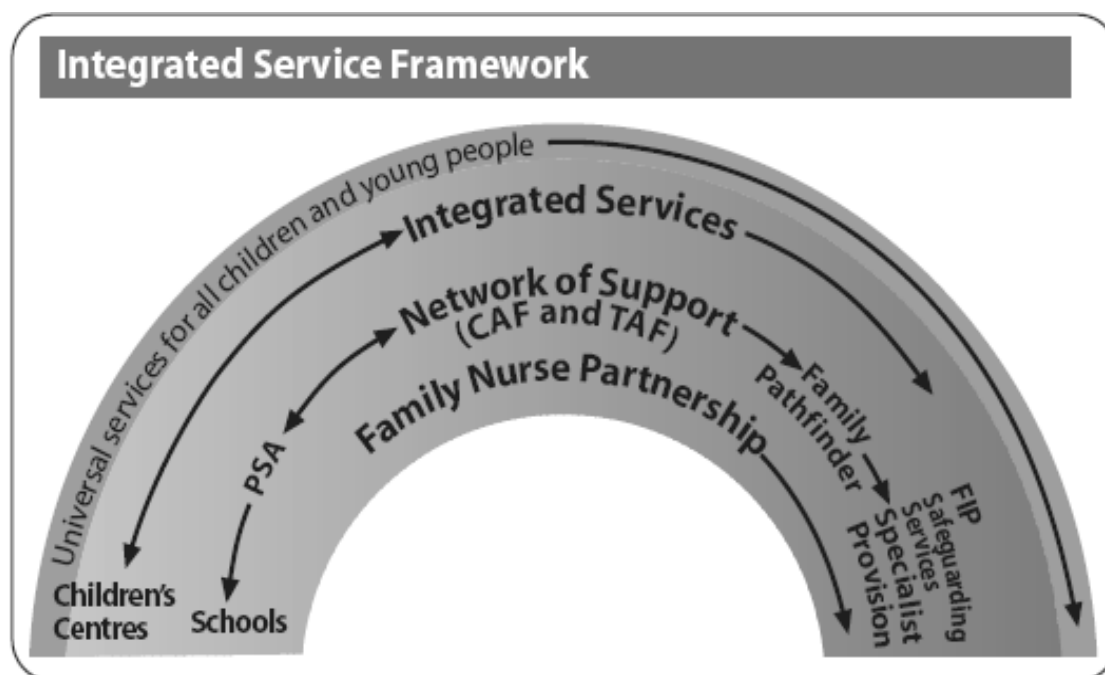 Integrated Service Framework
Universal services for all children and young people
Integrated Services
Network of Support
(CAF and TAF)
Family Nurse Partnership
PSA
Children's
Centres
Schools
Family
Pathfinder
FIP
Safeguarding
Services
Specialist
Provision